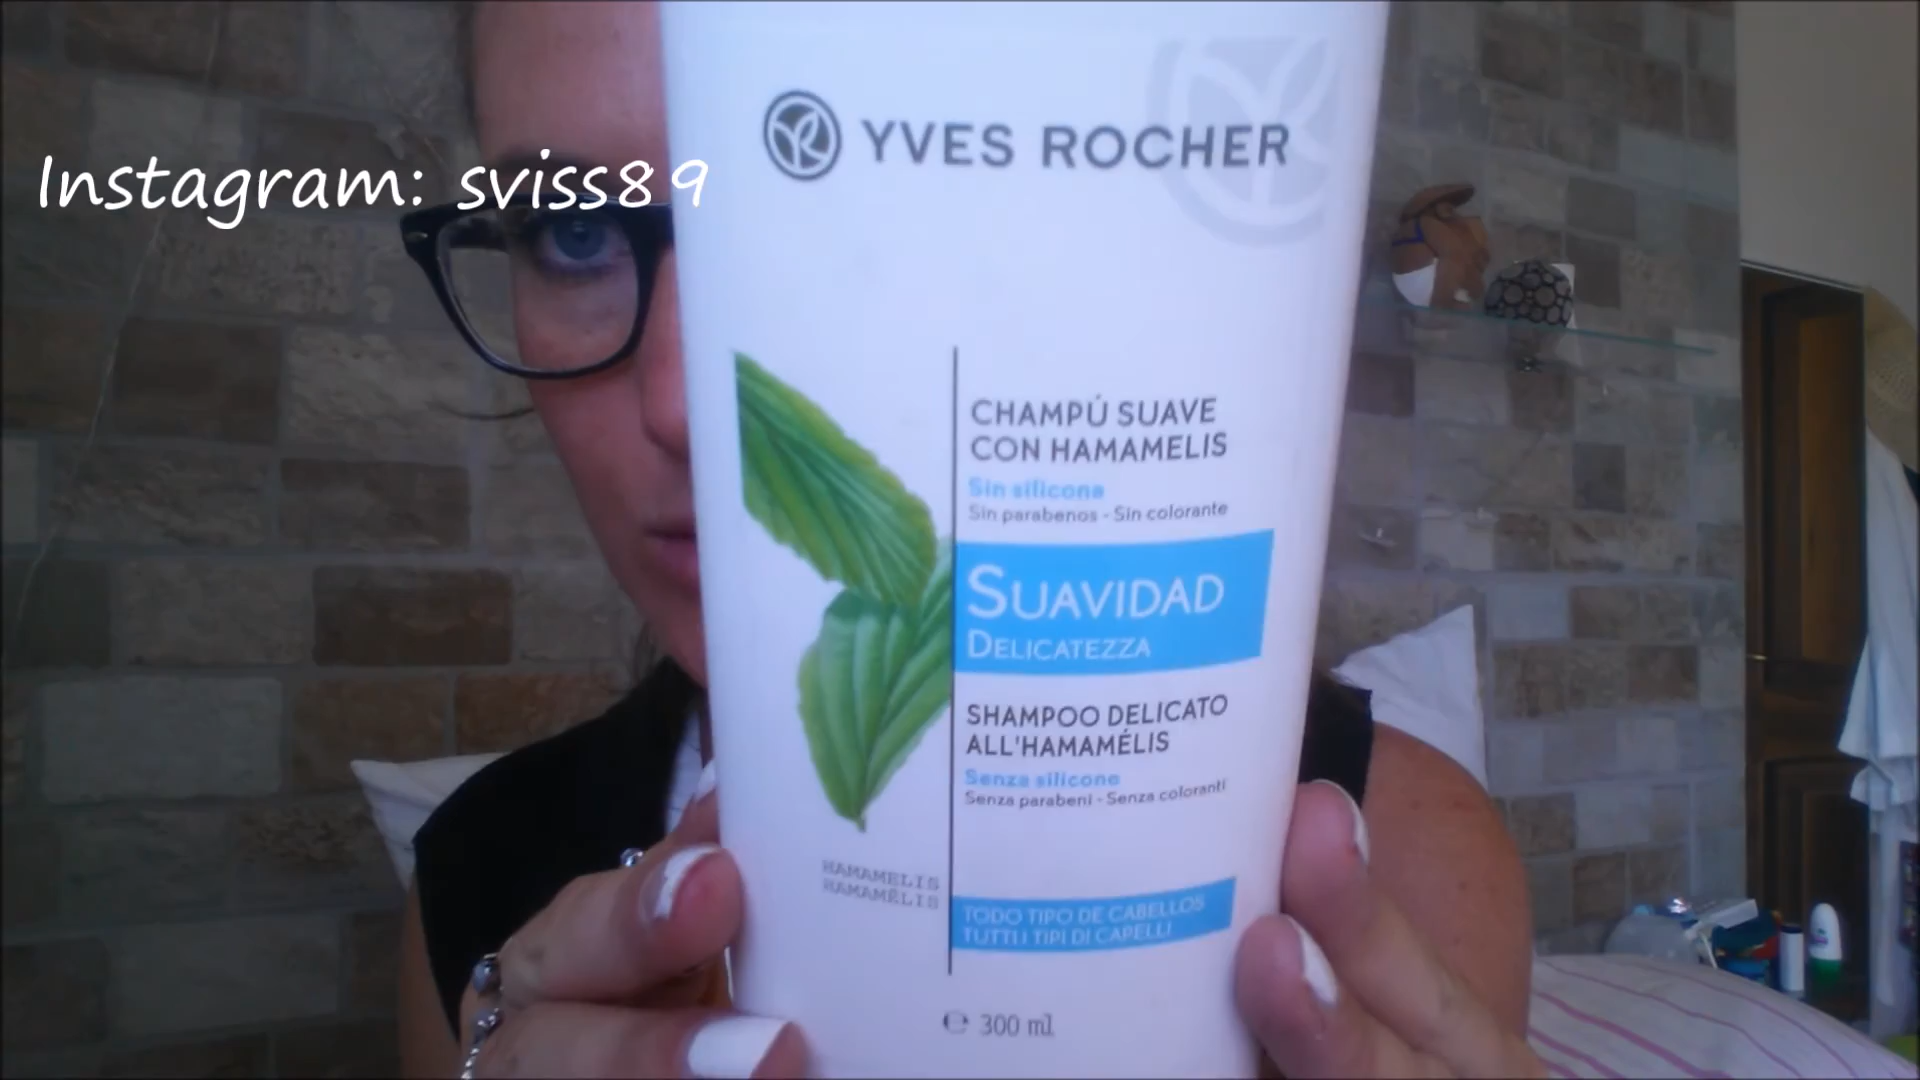 Instagram: sviss89
YVES ROCHER
CHAMPÚ SUAVE
CON HAMAMELIS
Sin silicona
Sin parabenos - Sin colorante
SUAVIDAD
DELICATEZZA
SHAMPOO DELICATO
ALL'HAMAMÉLIS
Senza silicone
Senza parabeni - Senza coloranti
HAMAMELIS
HAMAMÉLIS
TODO TIPO DE CABELLOS
TUTTI I TIPI DI CAPELLI
℮ 300 ml